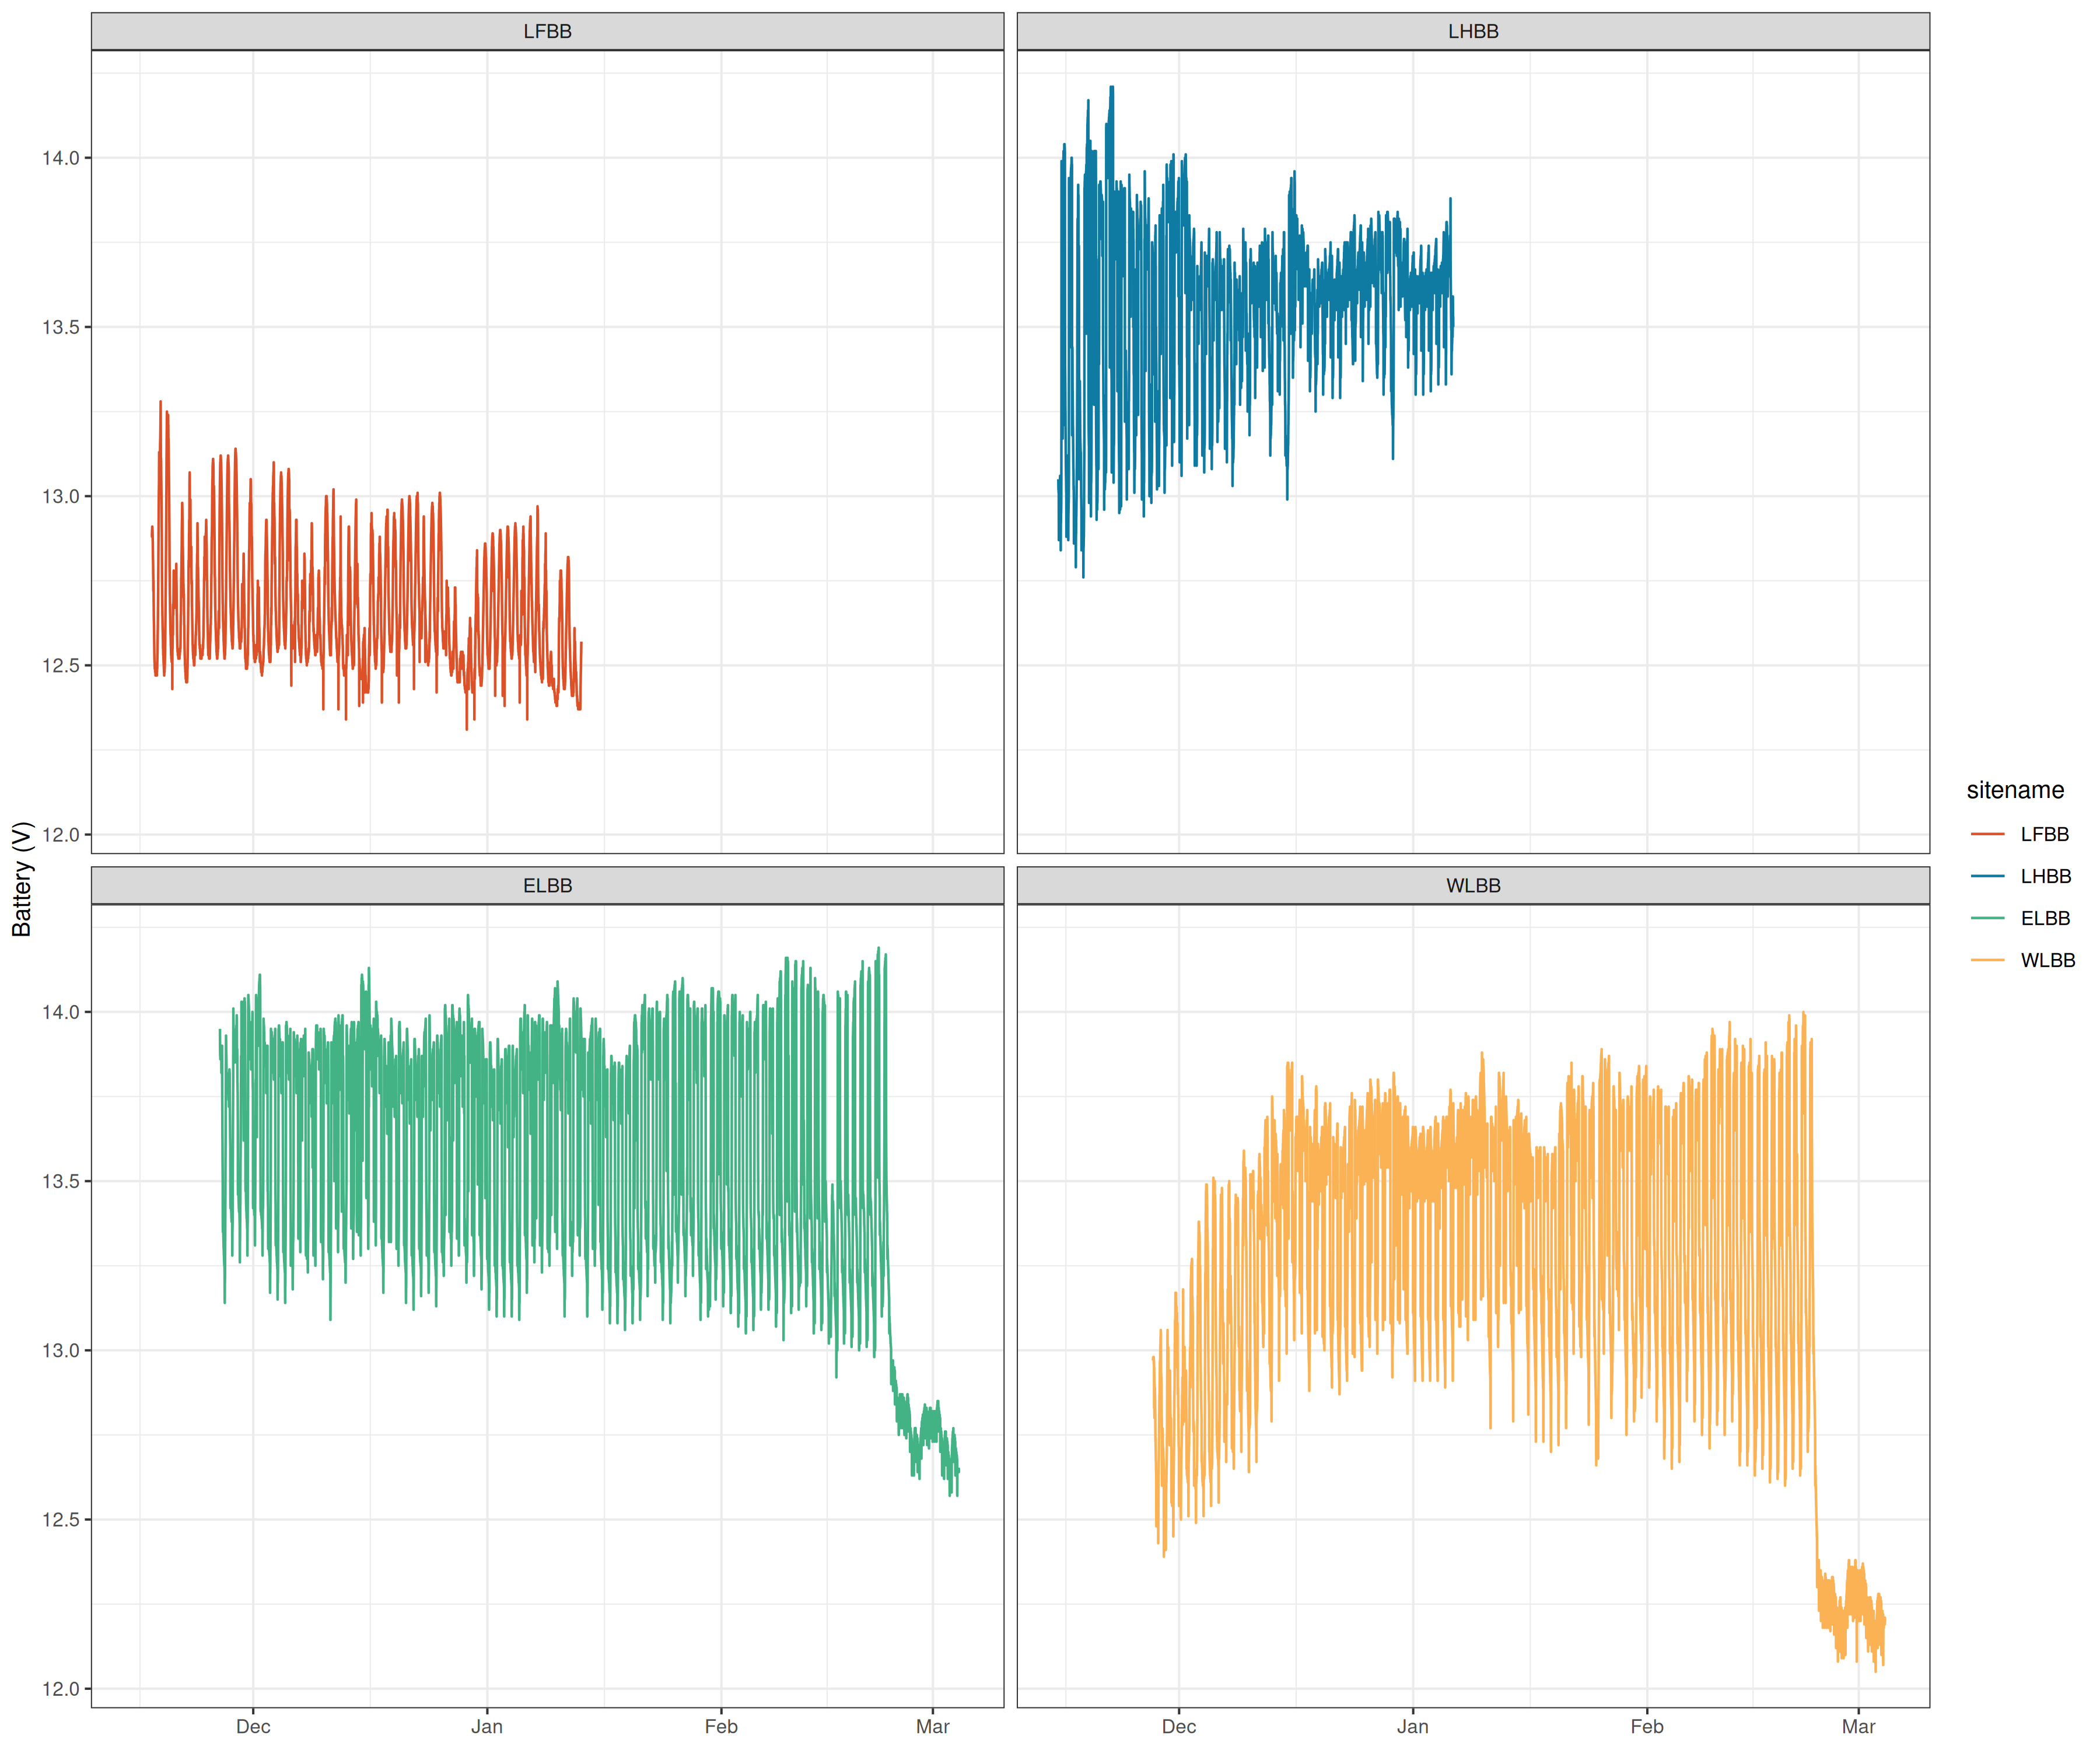 LFBB
LHBB
14.0
13.5
13.0
12.5
12.0
Battery (V)
ELBB
WLBB
14.0
13.5
13.0
12.5
12.0
Dec
Jan
Feb
Mar
Dec
Jan
Feb
Mar
sitename
LFBB
LHBB
ELBB
WLBB